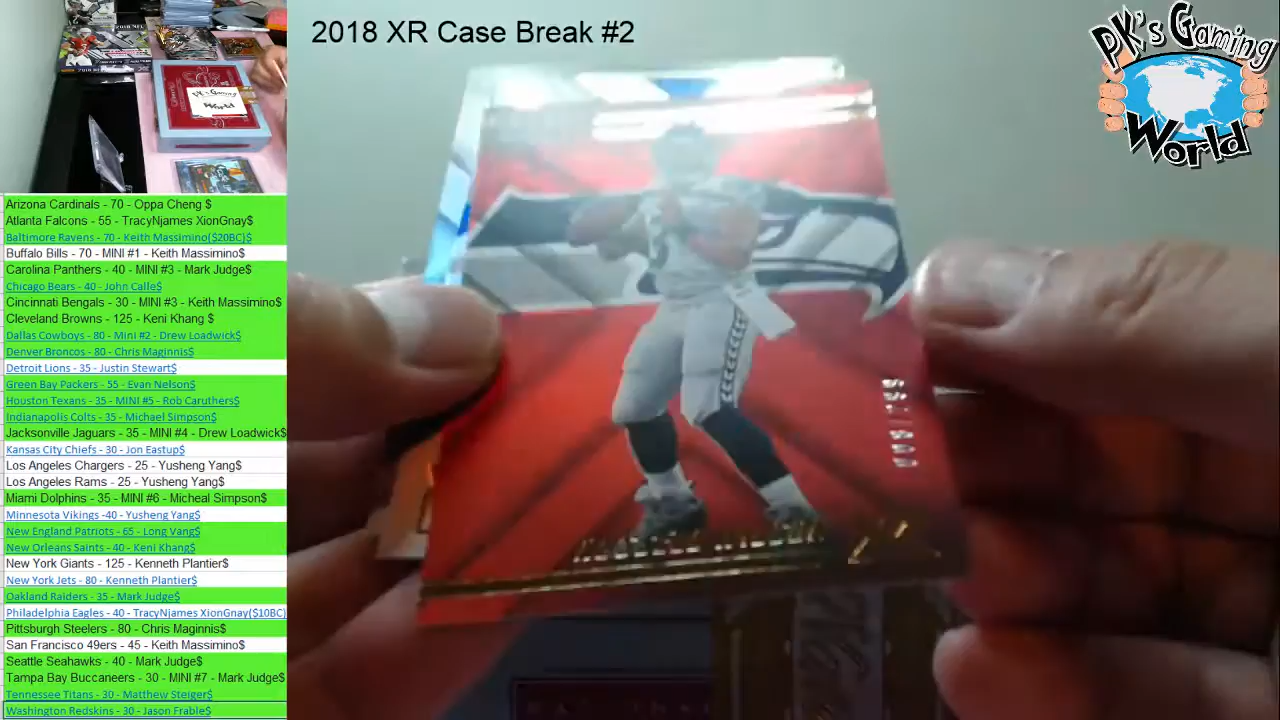 2018 XR Case Break #2
PK's Gaming
World
Arizona Cardinals - 70 - Oppa Cheng $
Atlanta Falcons - 55 - TracyNjames XionGnay$
Baltimore Ravens - 70 - Keith Massimino($20BC)$
Buffalo Bills - 70 - MINI #1 - Keith Massimo$
Carolina Panthers - 40 - MINI #3 - Mark Judge$
Chicago Bears - 40 - John Calle$
Cincinnati Bengals - 30 - MINI #3 - Keith Massimino$
Cleveland Browns - 125 - Keni Khang $
Dallas Cowboys - 80 - Mini #2 - Drew Loadwick$
Denver Broncos - 80 - Chris Maginnis$
Detroit Lions - 35 - Justin Stewart$
Green Bay Packers - 55 - Evan Nelson$
Houston Texans - 35 - MINI #5 - Rob Caruthers$
Indianapolis Colts - 35 - Michael Simpson$
Jacksonville Jaguars - 35 - MINI #4 - Drew Loadwick$
Kansas City Chiefs - 30 - Jon Eastup$
Los Angeles Chargers - 25 - Yusheng Yang$
Los Angeles Rams - 25 - Yusheng Yang$
Miami Dolphins - 35 - MINI #6 - Micheal Simpson$
Minnesota Vikings -40 - Yusheng Yang$
New England Patriots - 65 - Long Vang$
New Orleans Saints - 40 - Keni Khang$
New York Giants - 125 - Kenneth Plantier$
New York Jets - 80 - Kenneth Plantier$
Oakland Raiders - 35 - Mark Judge$
Philadelphia Eagles - 40 - TracyNjames XionGnay($10BC)
Pittsburgh Steelers - 80 - Chris Maginnis$
San Francisco 49ers - 45 - Keith Massimino$
Seattle Seahawks - 40 - Mark Judge$
Tampa Bay Buccaneers - 30 - MINI #7 - Mark Judge$
Tennessee Titans - 30 - Matthew Steiger$
Washington Redskins - 30 - Jason Frable$